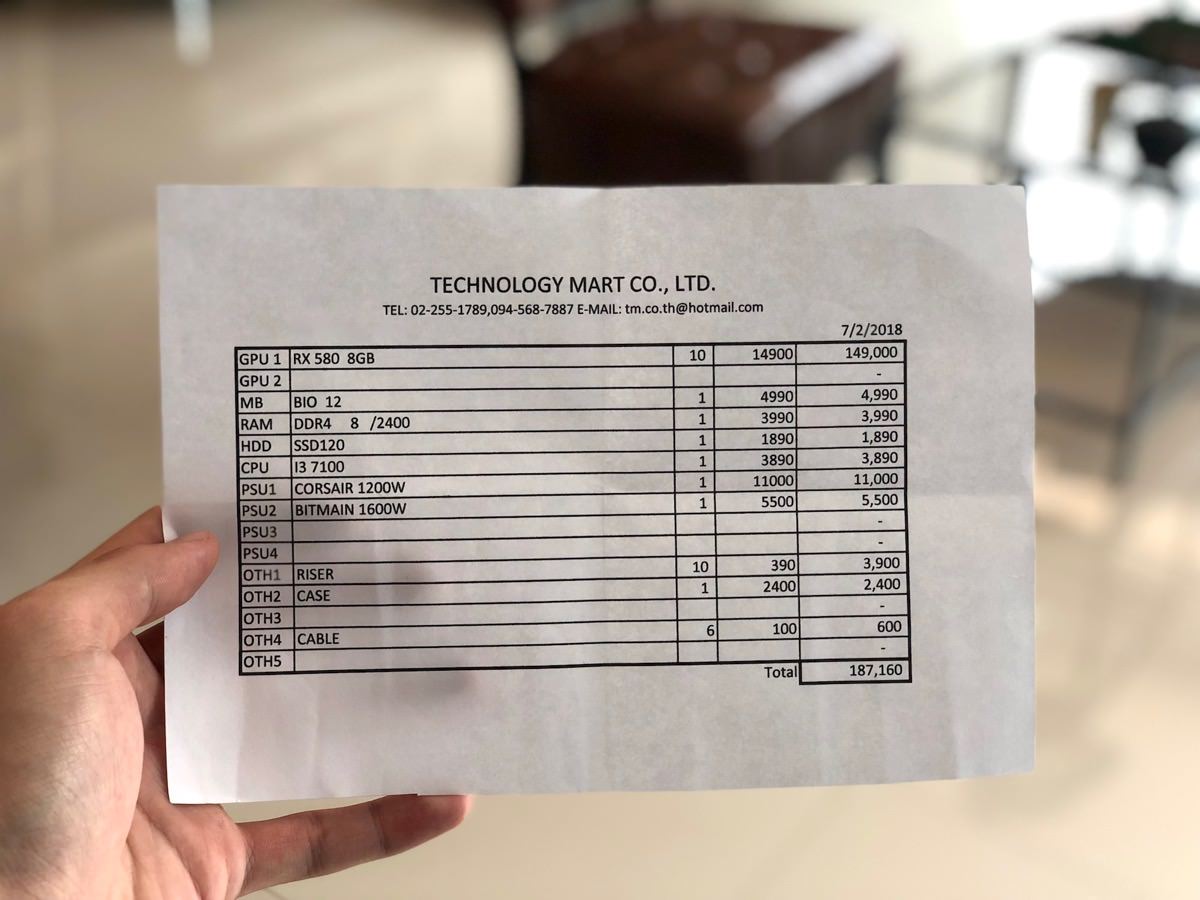 TECHNOLOGY MART CO., LTD.
TEL: 02-255-1789,094-568-7887 E-MAIL: tm.co.th@hotmail.com
7/2/2018
GPU 1 RX 580 8GB 10 14900 149,000
GPU 2 -
MB BIO 12 1 4990 4,990
RAM DDR4 8 /2400 1 3990 3,990
HDD SSD120 1 1890 1,890
CPU I3 7100 1 3890 3,890
PSU1 CORSAIR 1200W 1 11000 11,000
PSU2 BITMAIN 1600W 1 5500 5,500
PSU3 -
PSU4 -
OTH1 RISER 10 390 3,900
OTH2 CASE 1 2400 2,400
OTH3 -
OTH4 CABLE 6 100 600
OTH5 -
Total 187,160